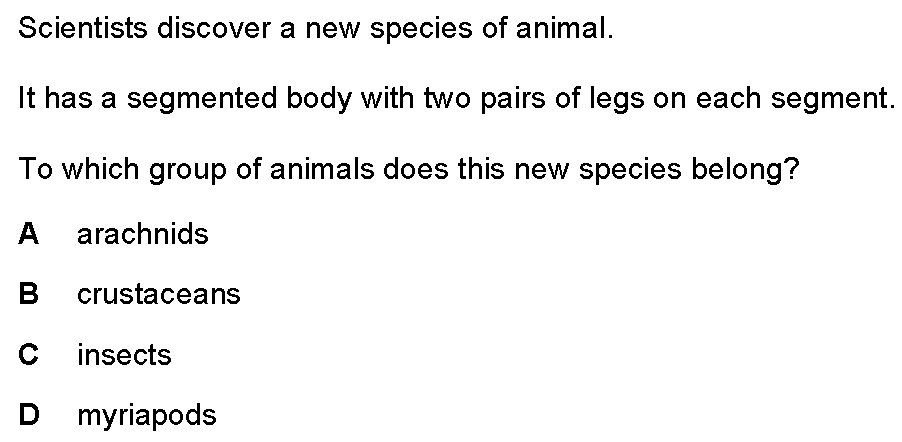 Scientists discover a new species of animal.
It has a segmented body with two pairs of legs on each segment.
To which group of animals does this new species belong?
A arachnids
B crustaceans
C insects
D myriapods